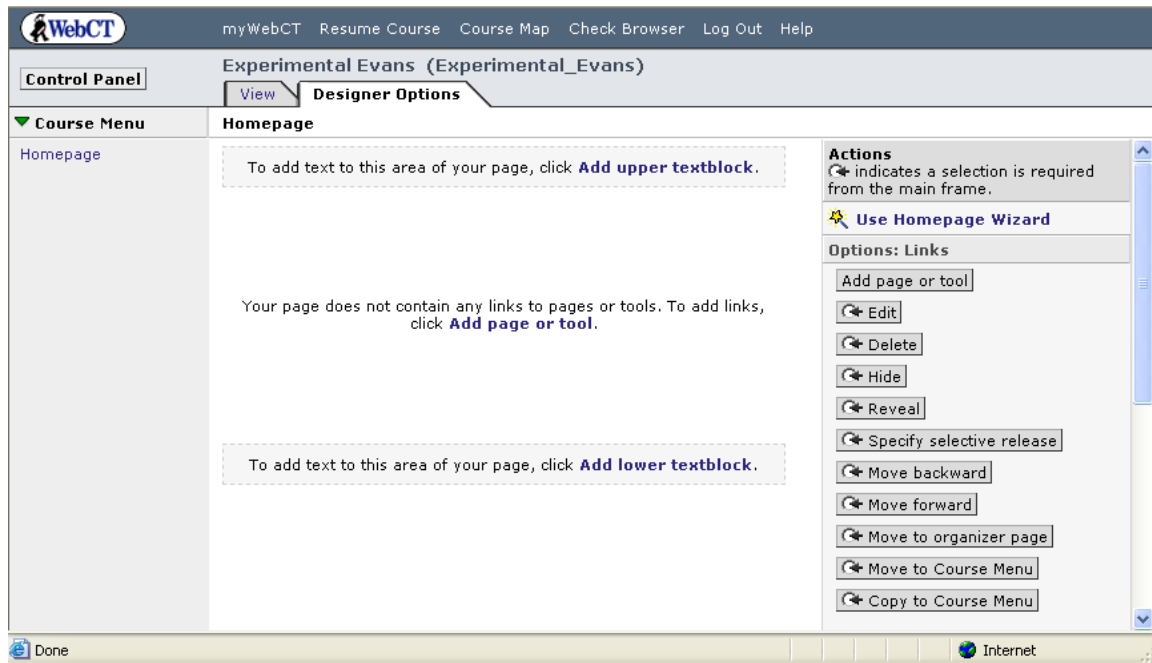 WebCT
myWebCT Resume Course Course Map Check Browser Log Out Help
Control Panel
Experimental Evans (Experimental_Evans)
View Designer Options
Course Menu
Homepage
Homepage
To add text to this area of your page, click Add upper textblock.
Your page does not contain any links to pages or tools. To add links,
click Add page or tool.
To add text to this area of your page, click Add lower textblock.
Actions
indicates a selection is required
from the main frame.
Use Homepage Wizard
Options: Links
Add page or tool
Edit
Delete
Hide
Reveal
Specify selective release
Move backward
Move forward
Move to organizer page
Move to Course Menu
Copy to Course Menu
Done
Internet